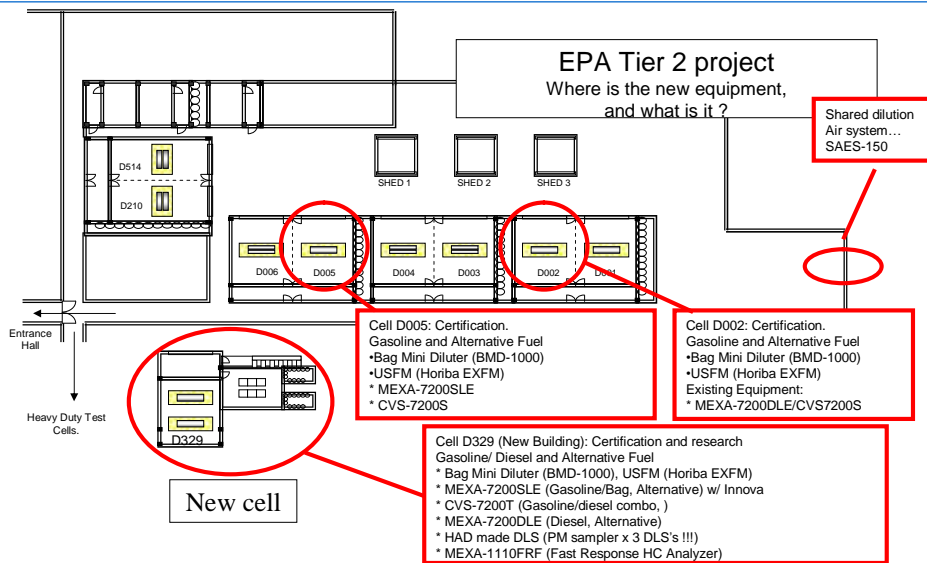 EPA Tier 2 project
Where is the new equipment,
and what is it ?
Shared dilution
Air system…
SAES-150
D514
D210
SHED 1
SHED 2
SHED 3
D006
D005
D004
D003
D002
D001
Entrance
Hall
Heavy Duty Test
Cells.
Cell D005: Certification.
Gasoline and Alternative Fuel
•Bag Mini Diluter (BMD-1000)
•USFM (Horiba EXFM)
* MEXA-7200SLE
* CVS-7200S
Cell D002: Certification.
Gasoline and Alternative Fuel
•Bag Mini Diluter (BMD-1000)
•USFM (Horiba EXFM)
Existing Equipment:
* MEXA-7200DLE/CVS7200S
D329
New cell
Cell D329 (New Building): Certification and research
Gasoline/ Diesel and Alternative Fuel
* Bag Mini Diluter (BMD-1000), USFM (Horiba EXFM)
* MEXA-7200SLE (Gasoline/Bag, Alternative) w/ Innova
* CVS-7200T (Gasoline/diesel combo, )
* MEXA-7200DLE (Diesel, Alternative)
* HAD made DLS (PM sampler x 3 DLS's !!!)
* MEXA-1110FRF (Fast Response HC Analyzer)